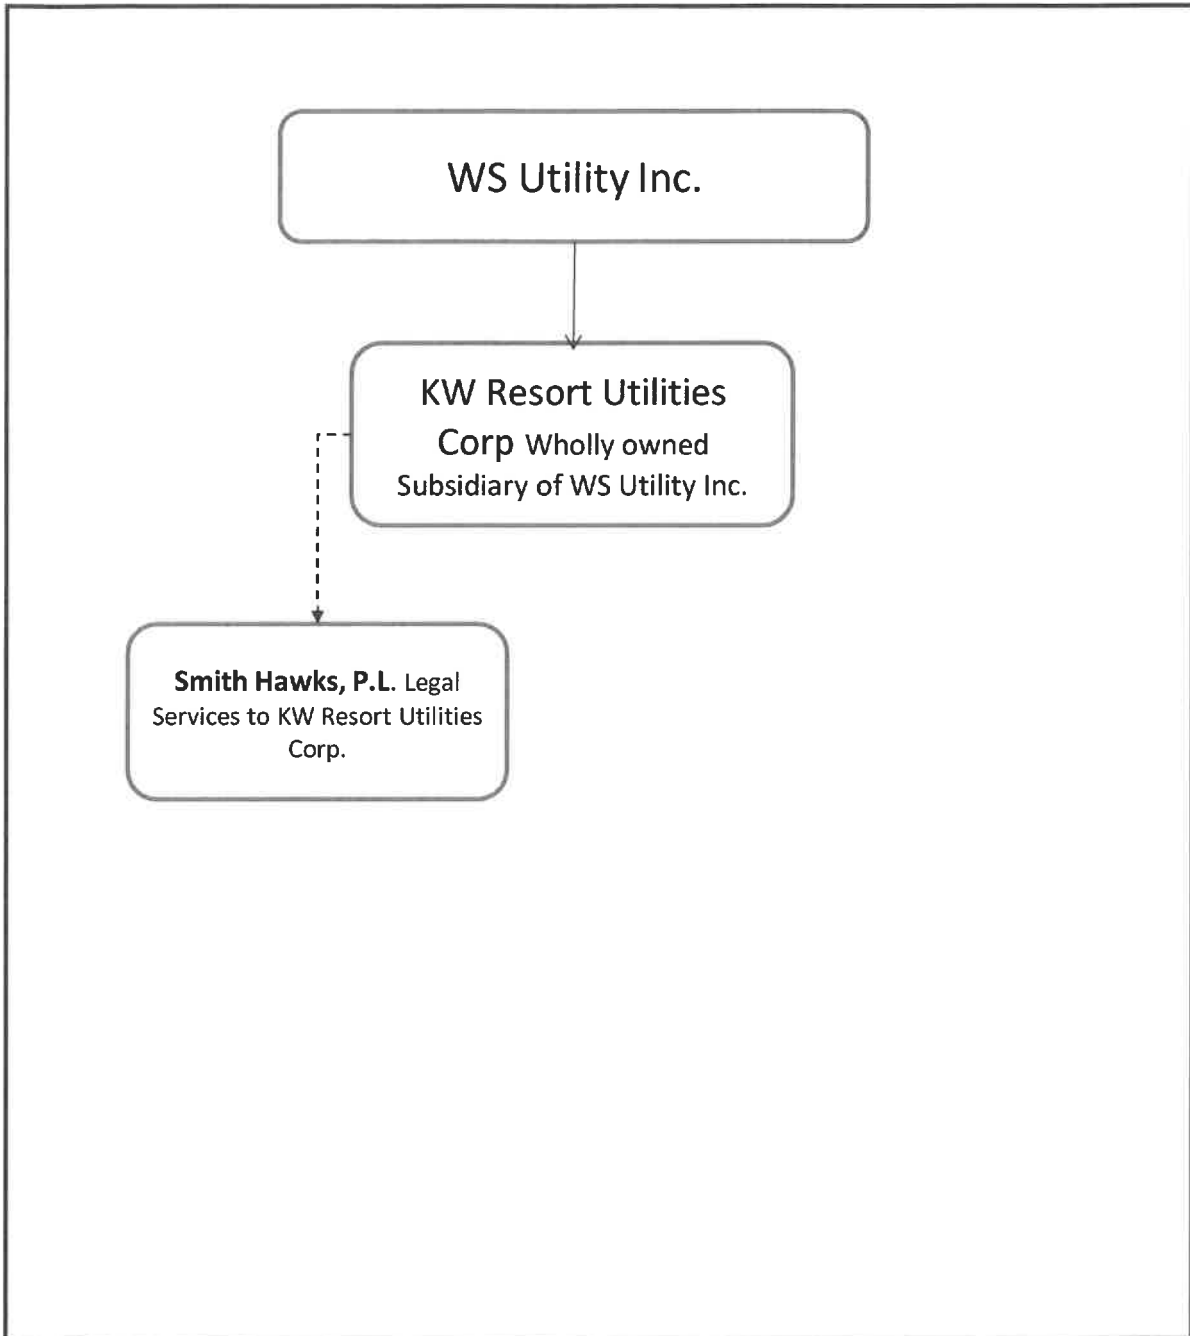 WS Utility Inc.
KW Resort Utilities
Corp Wholly owned
Subsidiary of WS Utility Inc.
Smith Hawks, P.L. Legal
Services to KW Resort Utilities
Corp.